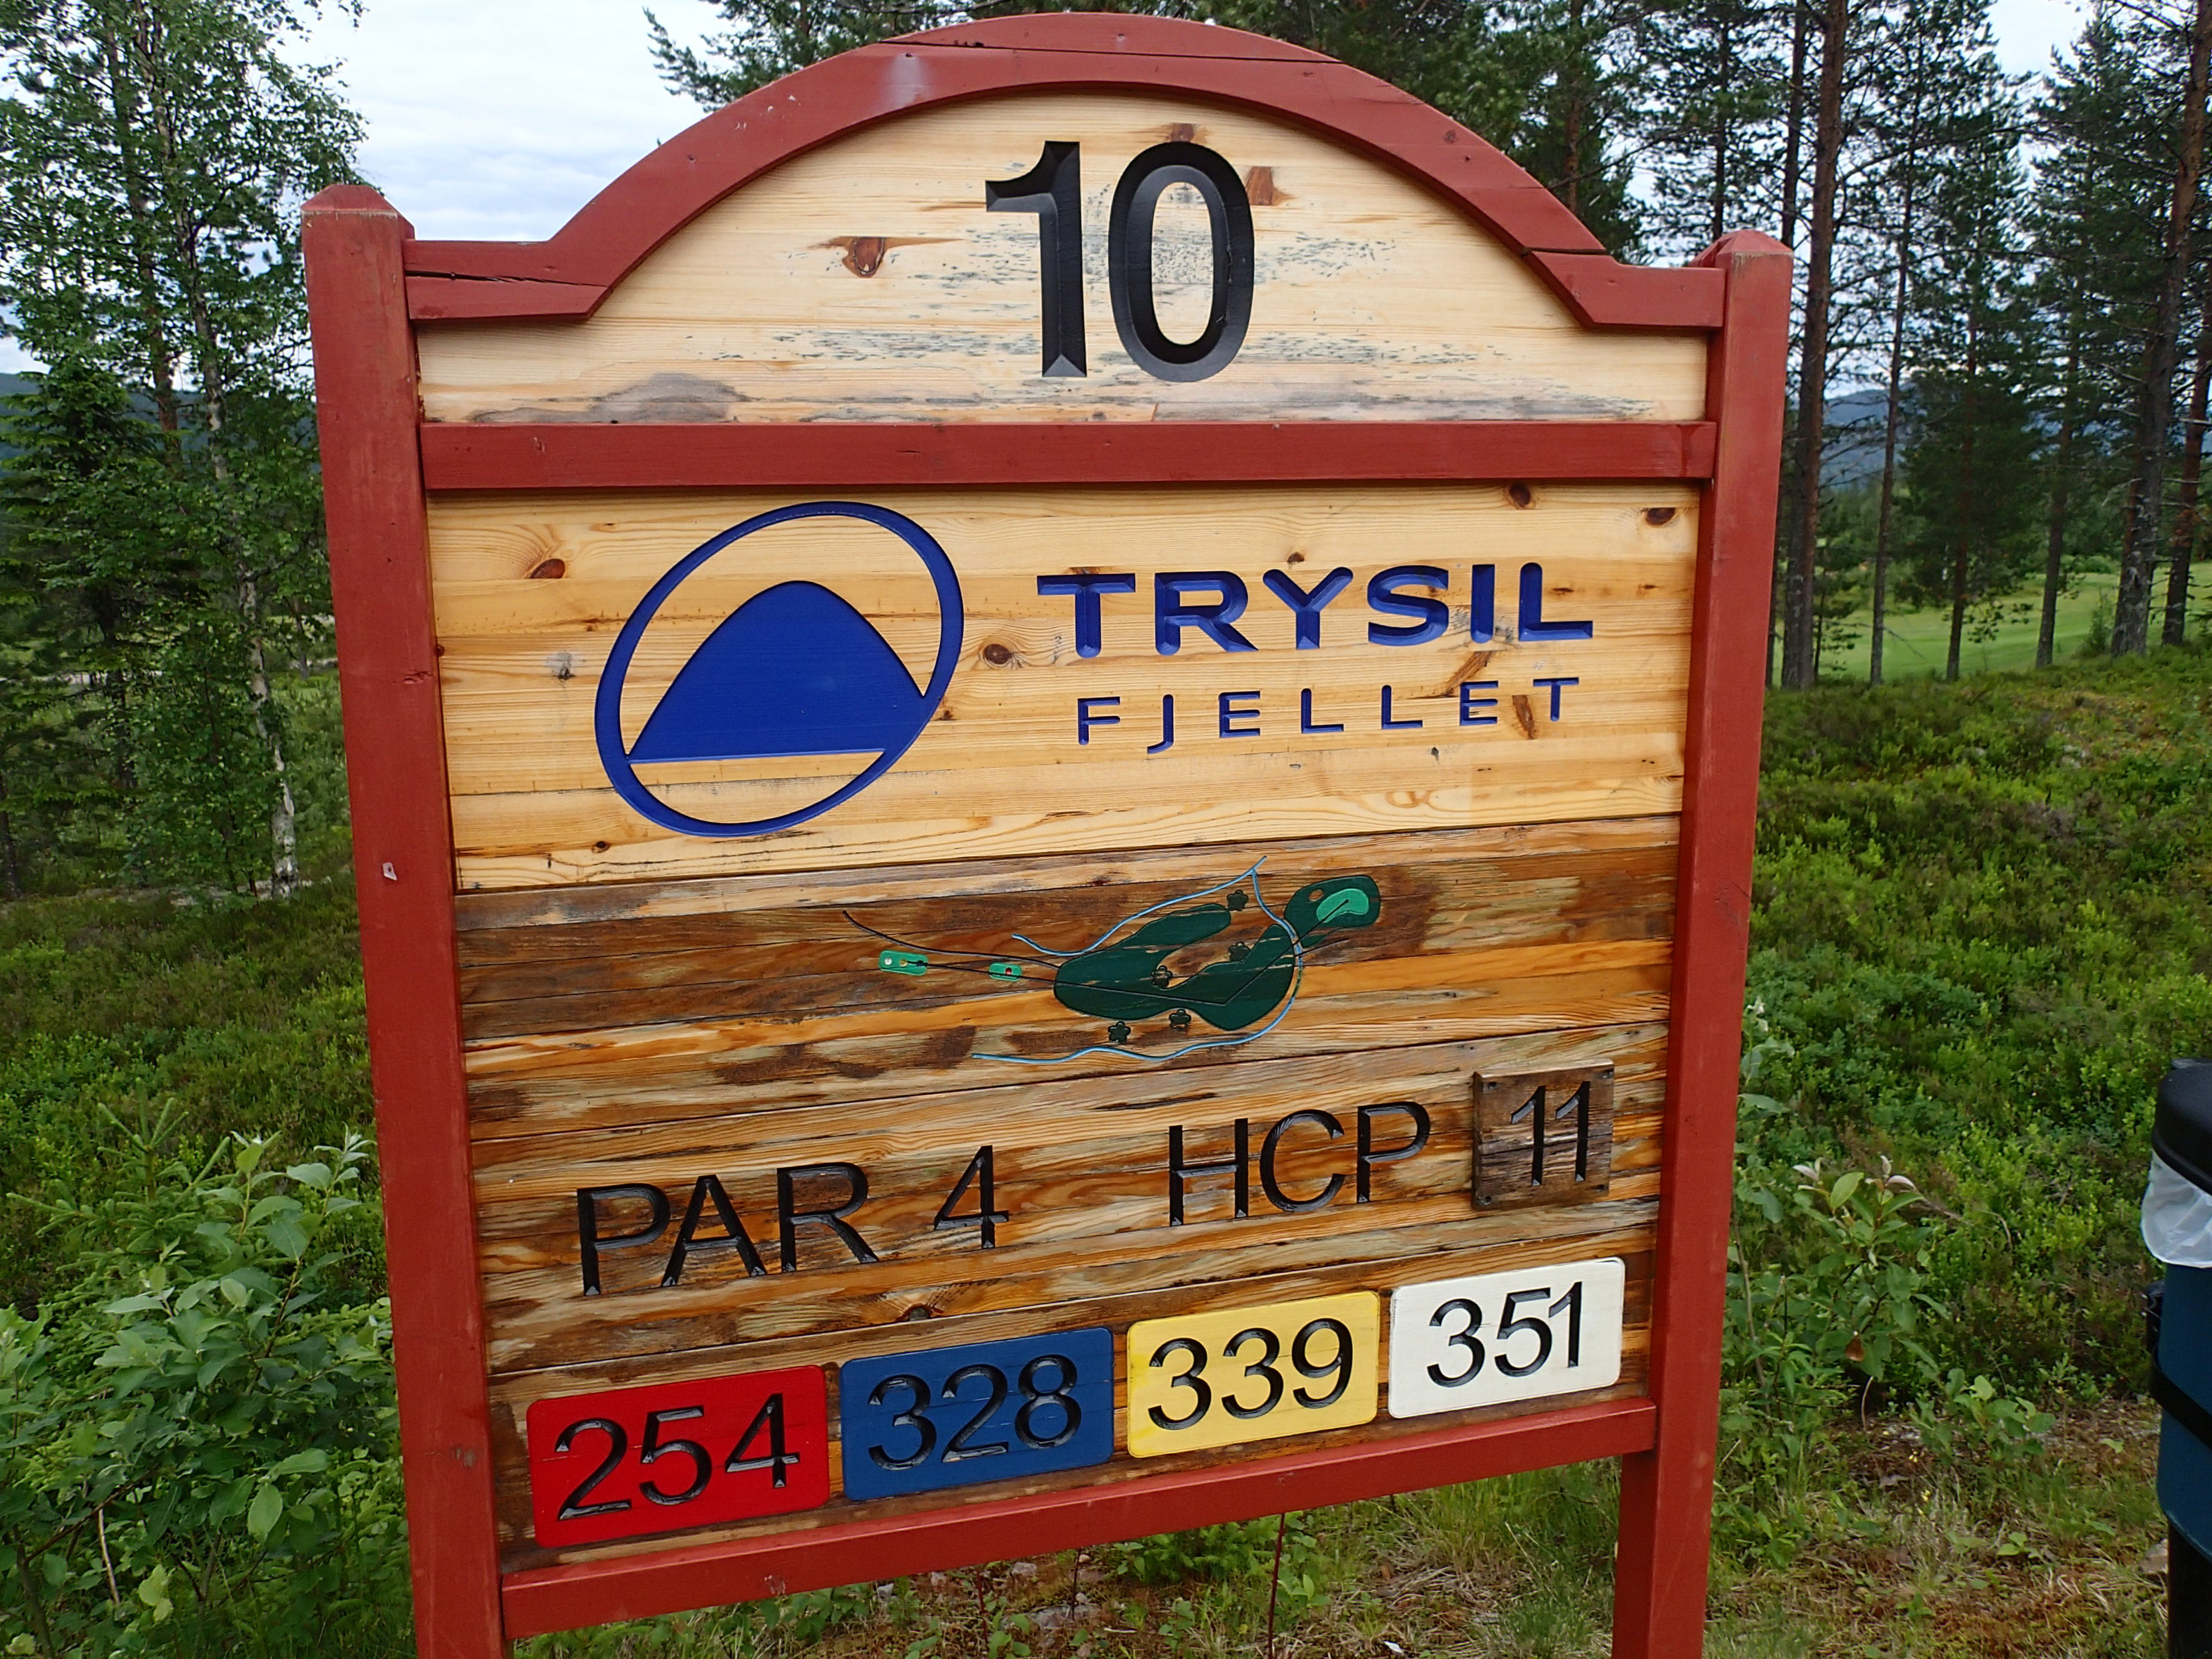 10
TRYSIL
FJELLET
PAR 4 HCP 11
254 328 339 351